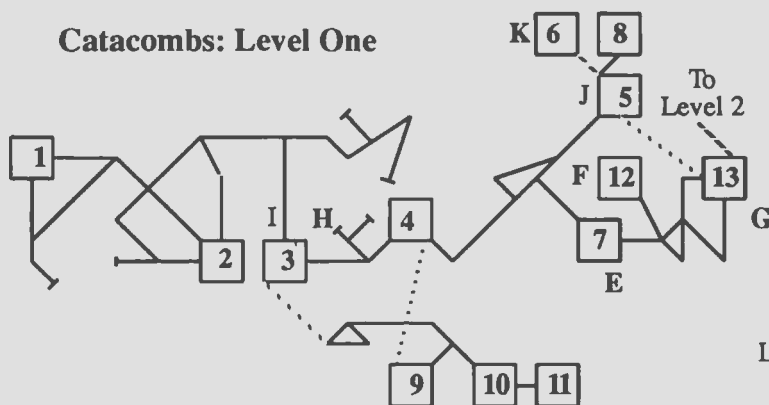 Catacombs: Level One
K 6 8
J 5
To
Level 2
1
F 12 13
G
I H 4
2 3 7
E
L
9 10 11